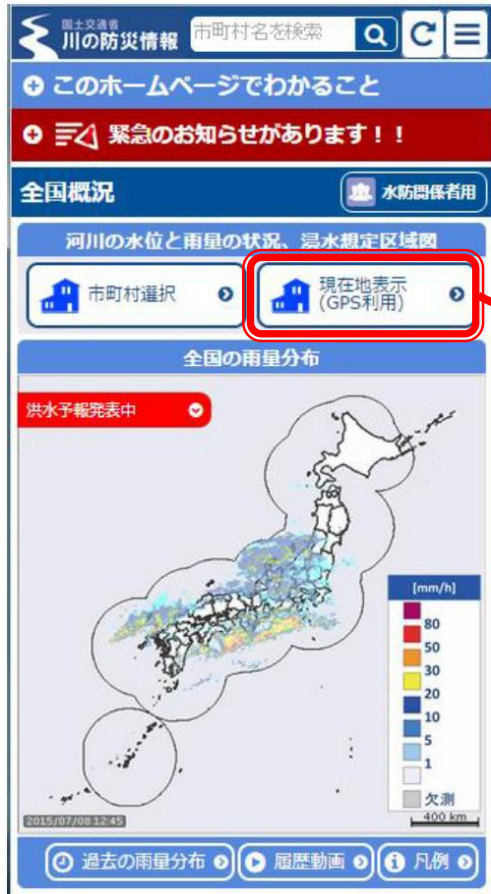 国土交通省
川の防災情報
市町村名を検索
このホームページでわかること
緊急のお知らせがあります！！
全国概況
水防関係者用
河川の水位と雨量の状況、浸水想定区域図
市町村選択
現在地表示
(GPS利用)
全国の雨量分布
洪水予報発表中
[mm/h]
80
50
30
20
10
5
1
欠測
400 km
2015/07/08 12:45
過去の雨量分布
履歴動画
凡例